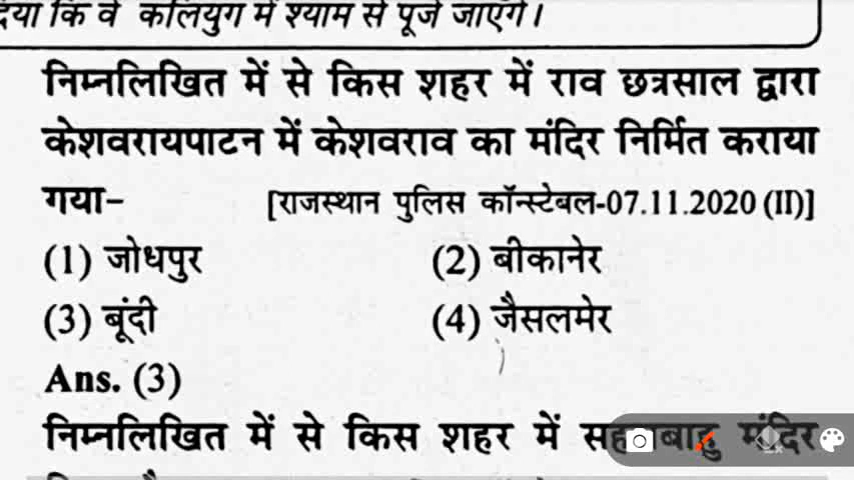 कि वे कलियुग में श्याम से पूजे जाएंगे।
निम्नलिखित में से किस शहर में राव छत्रसाल द्वारा
केशवरायपाटन में केशवराव का मंदिर निर्मित कराया
गया- [राजस्थान पुलिस कॉन्स्टेबल-07.11.2020 (II)]
(1) जोधपुर (2) बीकानेर
(3) बूंदी (4) जैसलमेर
Ans. (3)
निम्नलिखित में से किस शहर में मंदिर